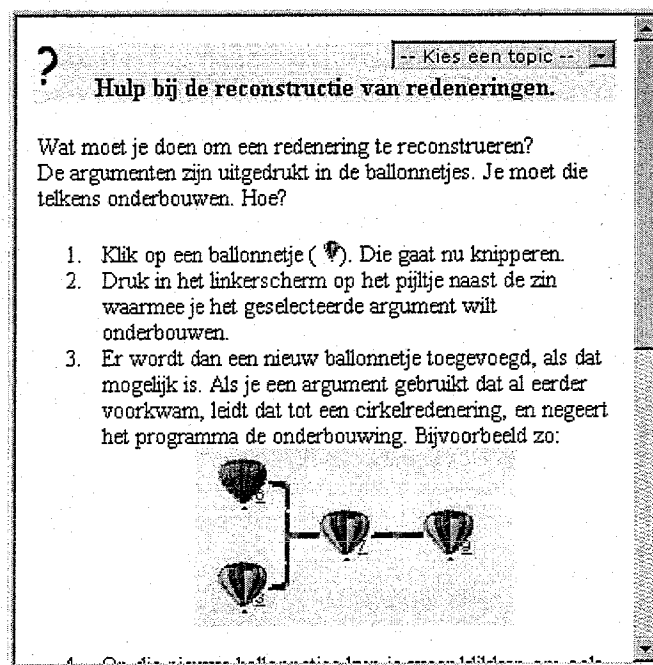 ?
-- Kies een topic --
Hulp bij de reconstructie van redeneringen.
Wat moet je doen om een redenering te reconstrueren?
De argumenten zijn uitgedrukt in de ballonnetjes. Je moet die
telkens onderbouwen. Hoe?
1. Klik op een ballonnetje ( ). Die gaat nu knipperen.
2. Druk in het linkerscherm op het pijltje naast de zin
waarmee je het geselecteerde argument wilt
onderbouwen.
3. Er wordt dan een nieuw ballonnetje toegevoegd, als dat
mogelijk is. Als je een argument gebruikt dat al eerder
voorkwam, leidt dat tot een cirkelredenering, en negeert
het programma de onderbouwing. Bijvoorbeeld zo: